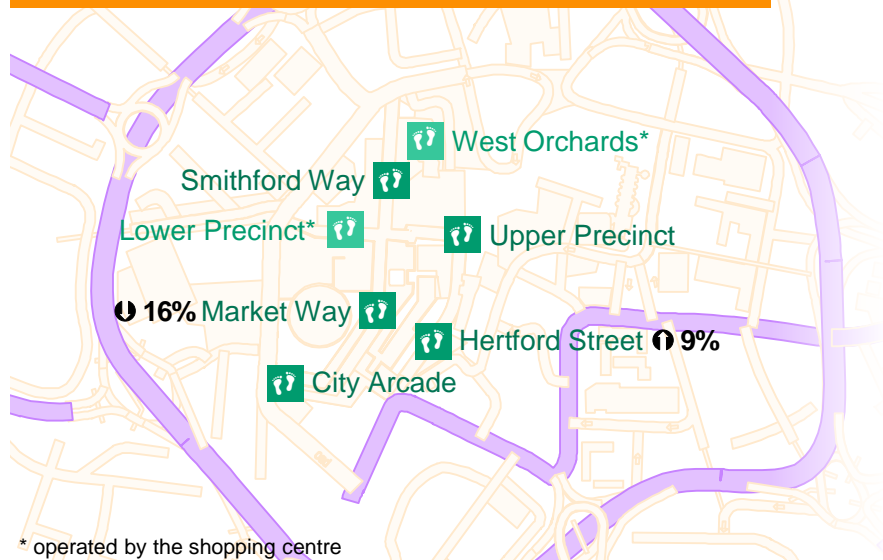 West Orchards*
Smithford Way
Lower Precinct*
Upper Precinct
16% Market Way
Hertford Street 9%
City Arcade
* operated by the shopping centre